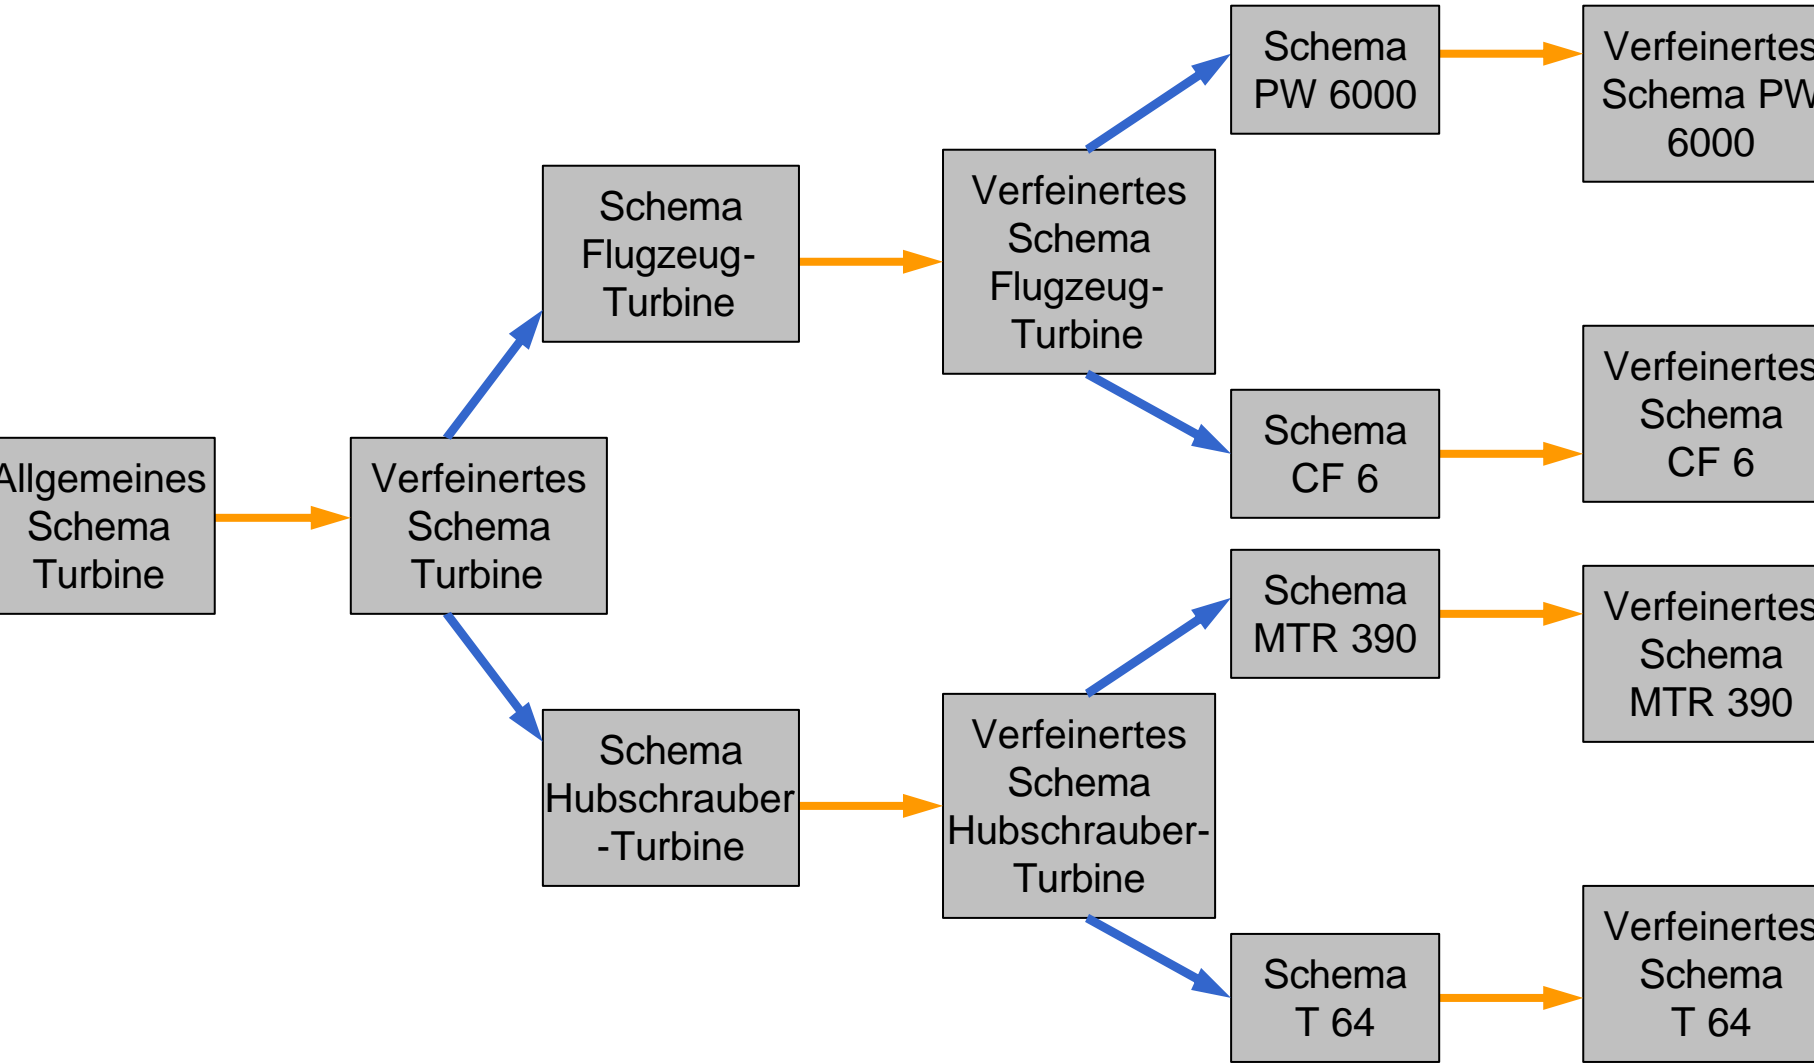 Schema
PW 6000
Verfeinertes
Schema PW
6000
Schema
Flugzeug-
Turbine
Verfeinertes
Schema
Flugzeug-
Turbine
Schema
CF 6
Verfeinertes
Schema
CF 6
Allgemeines
Schema
Turbine
Verfeinertes
Schema
Turbine
Schema
MTR 390
Verfeinertes
Schema
MTR 390
Schema
Hubschrauber
-Turbine
Verfeinertes
Schema
Hubschrauber-
Turbine
Schema
T 64
Verfeinertes
Schema
T 64